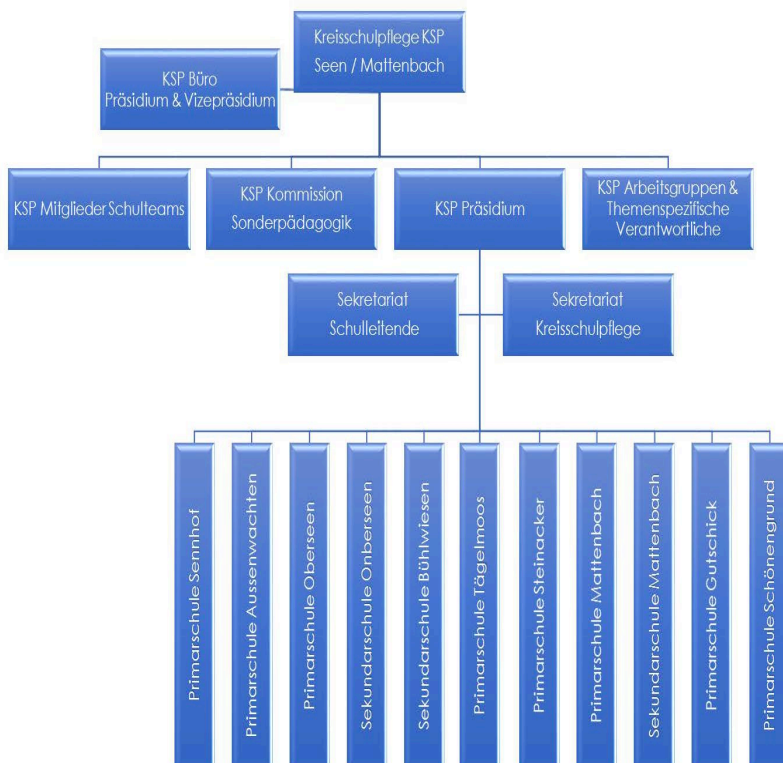 Kreisschulpflege KSP
Seen / Mattenbach
KSP Büro
Präsidium & Vizepräsidium
KSP Mitglieder Schulteams
KSP Kommission
Sonderpädagogik
KSP Präsidium
KSP Arbeitsgruppen &
Themenspezifische
Verantwortliche
Sekretariat
Schulleitende
Sekretariat
Kreisschulpflege
Primarschule Sennhof
Primarschule Aussenwachten
Primarschule Oberseen
Sekundarschule Onberseen
Sekundarschule Bühlwiesen
Primarschule Tägelmoos
Primarschule Steinacker
Primarschule Mattenbach
Sekundarschule Mattenbach
Primarschule Gutschick
Primarschule Schönengrund